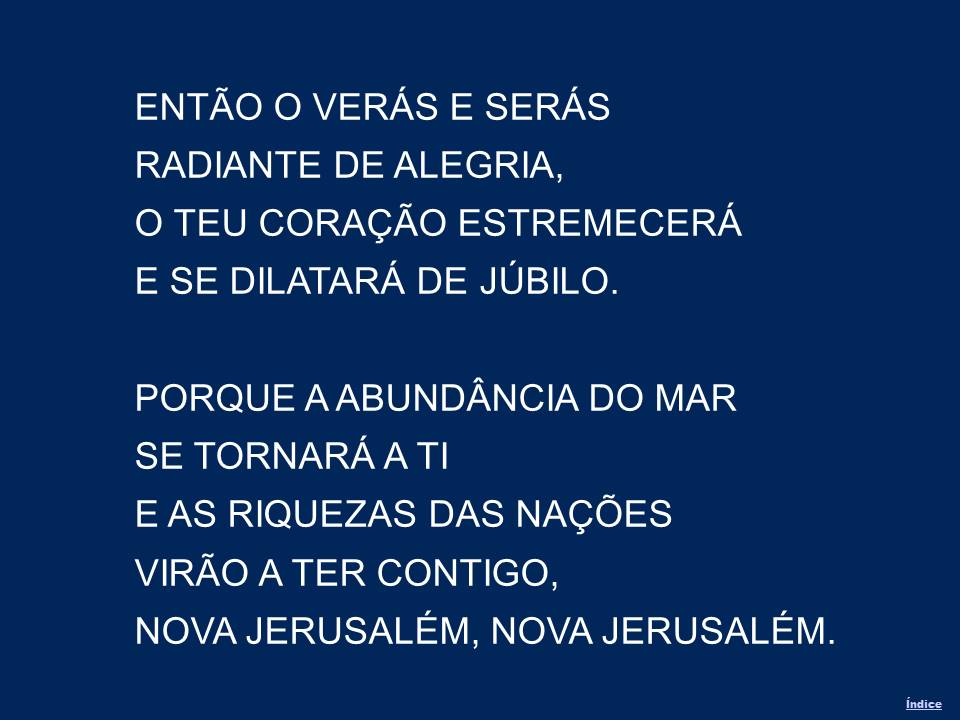 ENTÃO O VERÁS E SERÁS
RADIANTE DE ALEGRIA,
O TEU CORAÇÃO ESTREMECERÁ
E SE DILATARÁ DE JÚBILO.
PORQUE A ABUNDÂNCIA DO MAR
SE TORNARÁ A TI
E AS RIQUEZAS DAS NAÇÕES
VIRÃO A TER CONTIGO,
NOVA JERUSALÉM, NOVA JERUSALÉM.
Índice